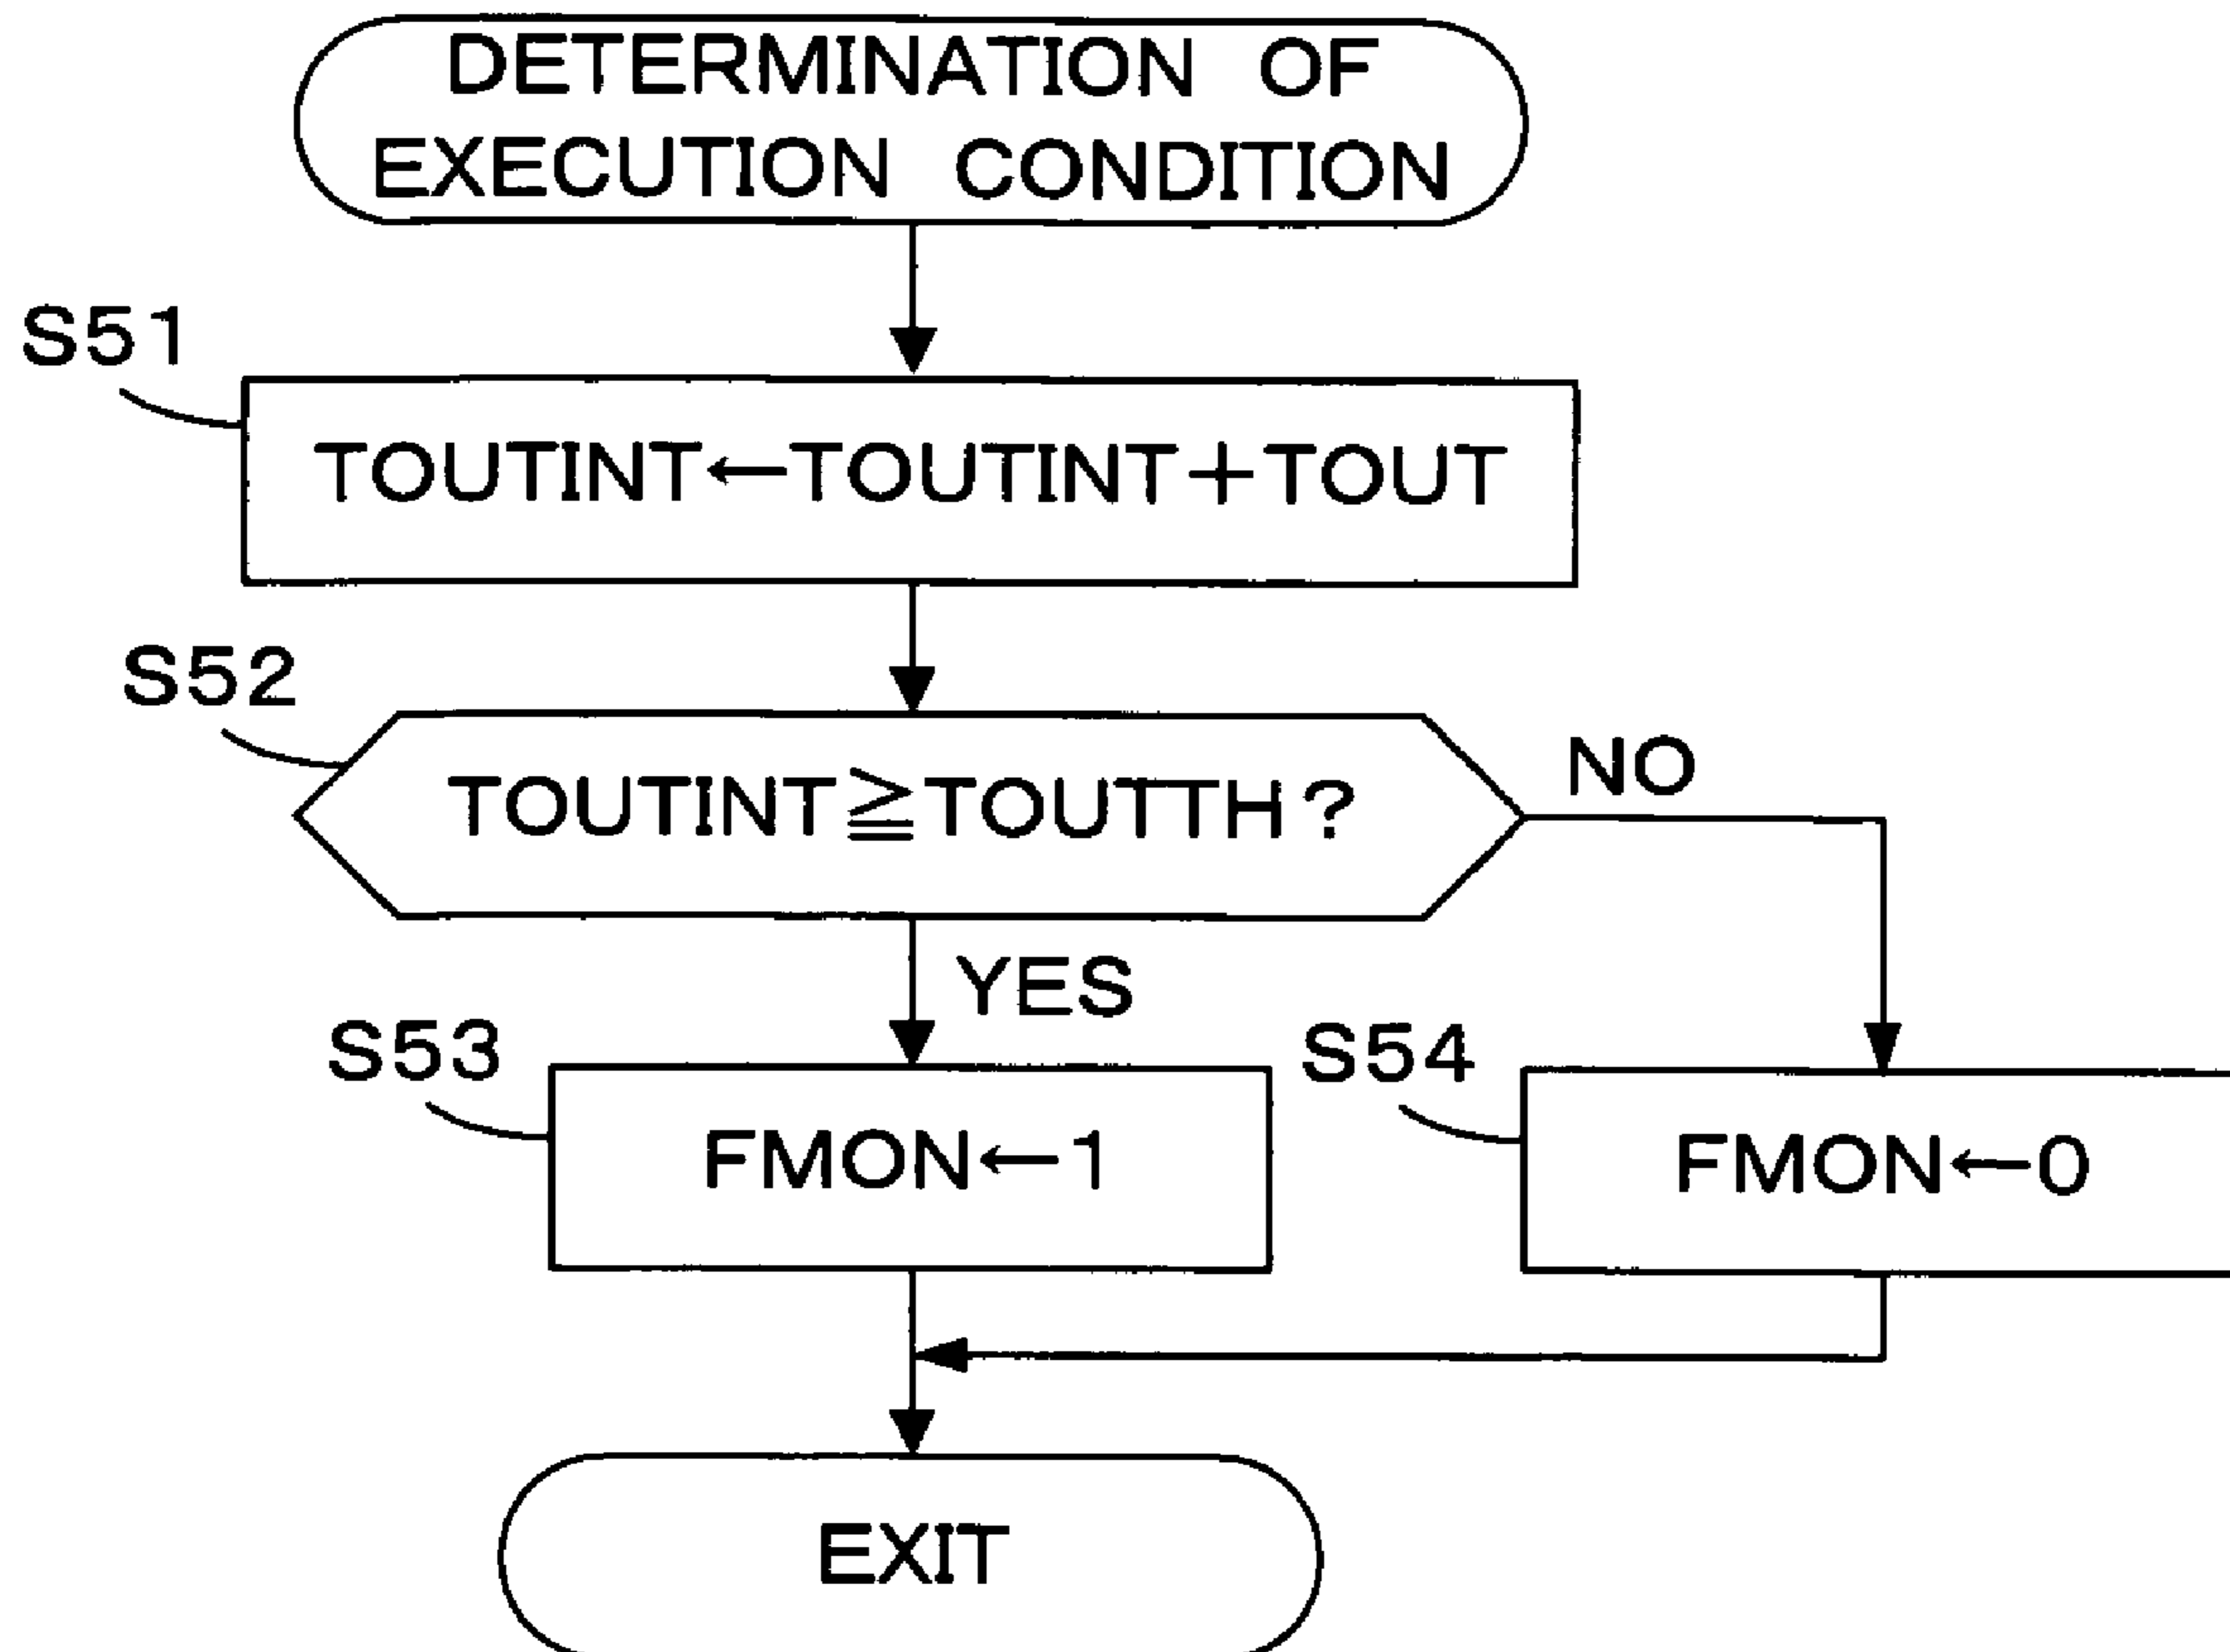 DETERMINATION OF
EXECUTION CONDITION
S51
TOUTINT←TOUTINT+TOUT
S52
TOUTINT≧TOUTTH?
NO
YES
S53
FMON←1
S54
FMON←0
EXIT